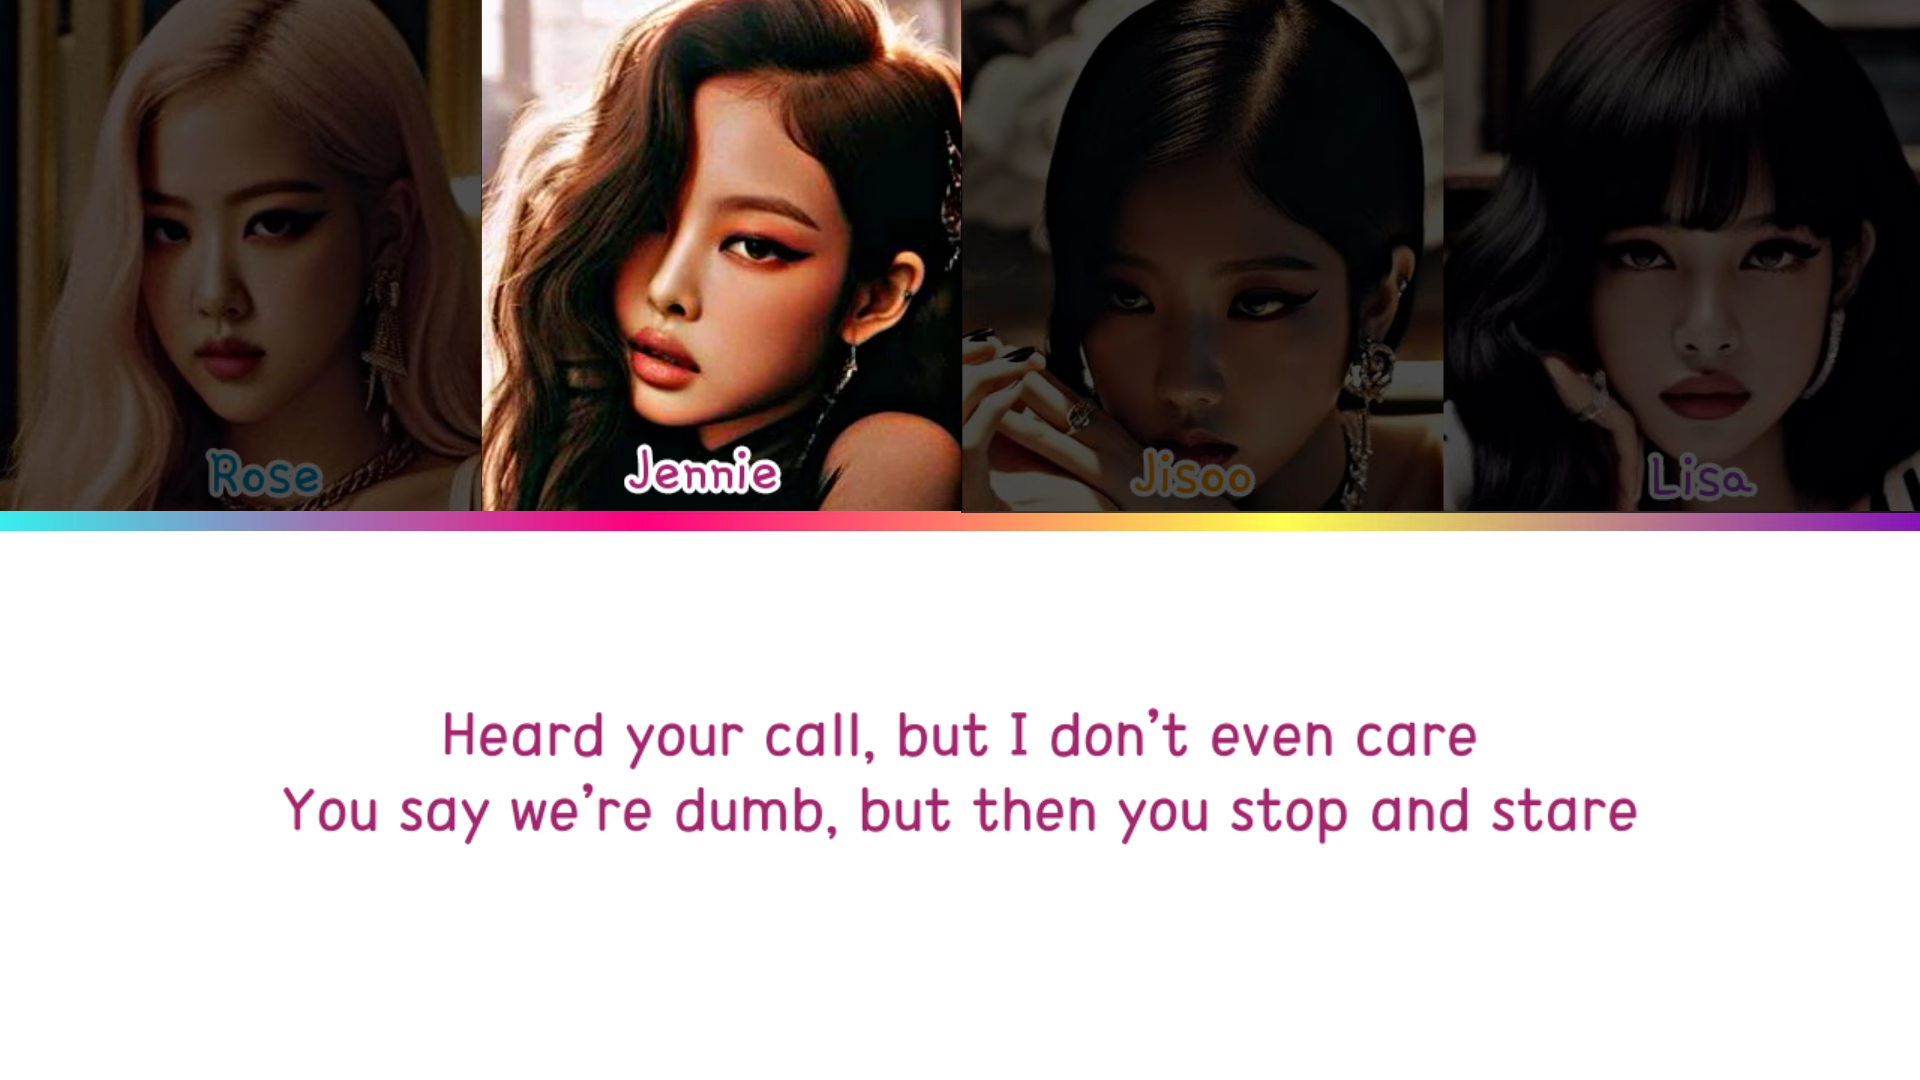 Rose
Jennie
Jisoo
Lisa
Heard your call, but I don’t even care
You say we’re dumb, but then you stop and stare